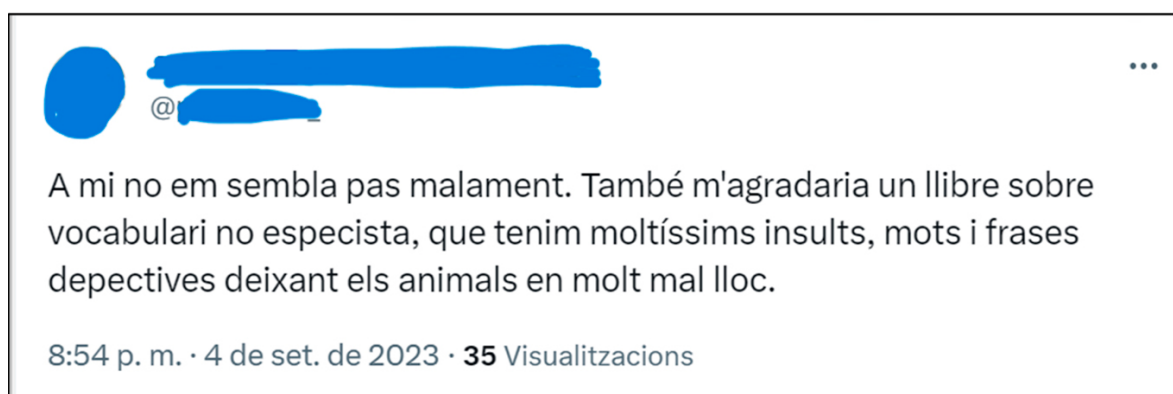 @
A mi no em sembla pas malament. També m'agradaria un llibre sobre
vocabulari no especista, que tenim moltíssims insults, mots i frases
depectives deixant els animals en molt mal lloc.
8:54 p. m. · 4 de set. de 2023 · 35 Visualitzacions